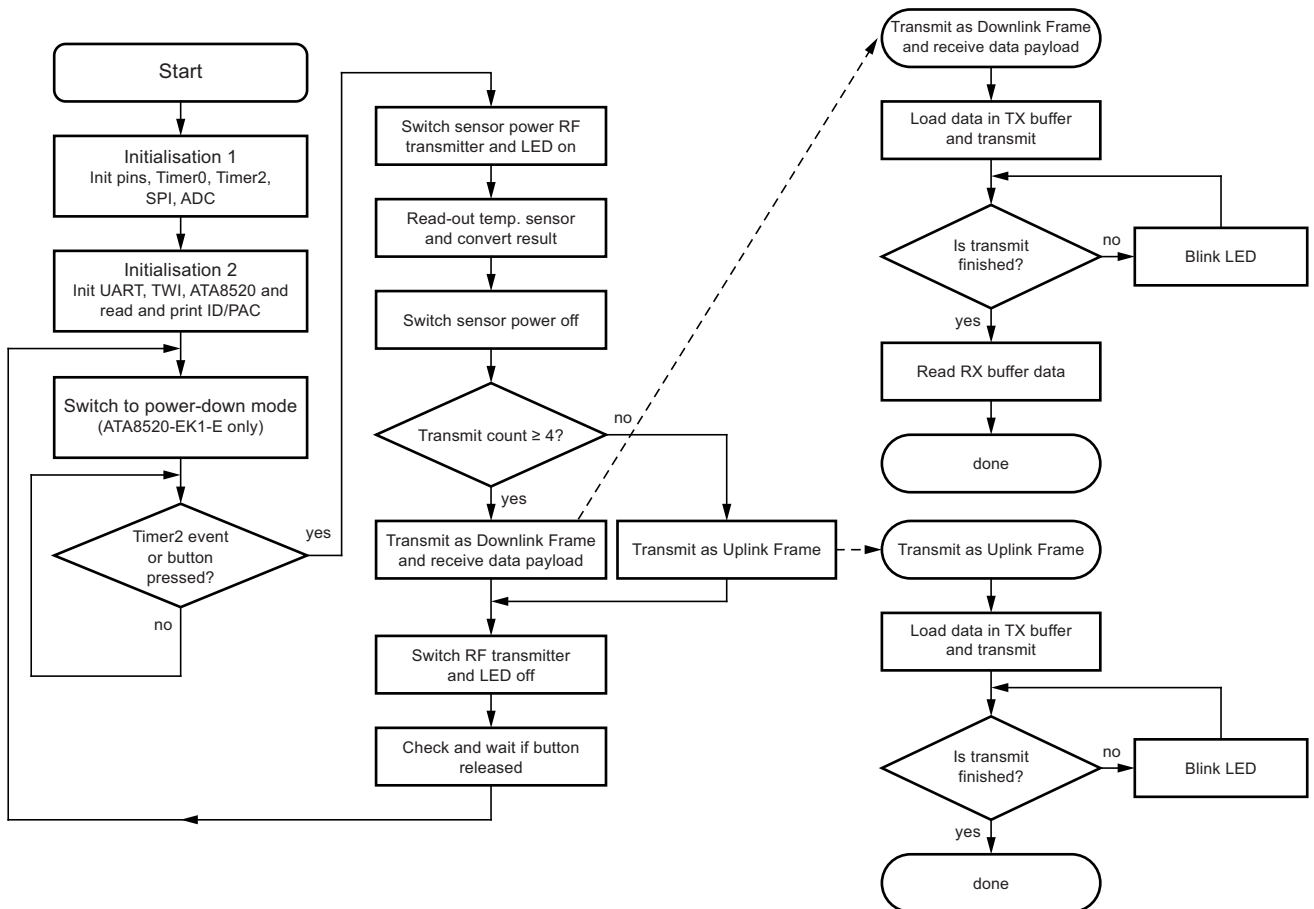 Start
Initialisation 1
Init pins, Timer0, Timer2,
SPI, ADC
Initialisation 2
Init UART, TWI, ATA8520 and
read and print ID/PAC
Switch to power-down mode
(ATA8520-EK1-E only)
Timer2 event
or button
pressed?
yes
no
Switch sensor power RF
transmitter and LED on
Read-out temp. sensor
and convert result
Switch sensor power off
Transmit count ≥ 4?
no
yes
Transmit as Downlink Frame
and receive data payload
Transmit as Uplink Frame
Switch RF transmitter
and LED off
Check and wait if button
released
Transmit as Downlink Frame
and receive data payload
Load data in TX buffer
and transmit
Is transmit
finished?
no
Blink LED
yes
Read RX buffer data
done
Transmit as Uplink Frame
Load data in TX buffer
and transmit
Is transmit
finished?
no
Blink LED
yes
done